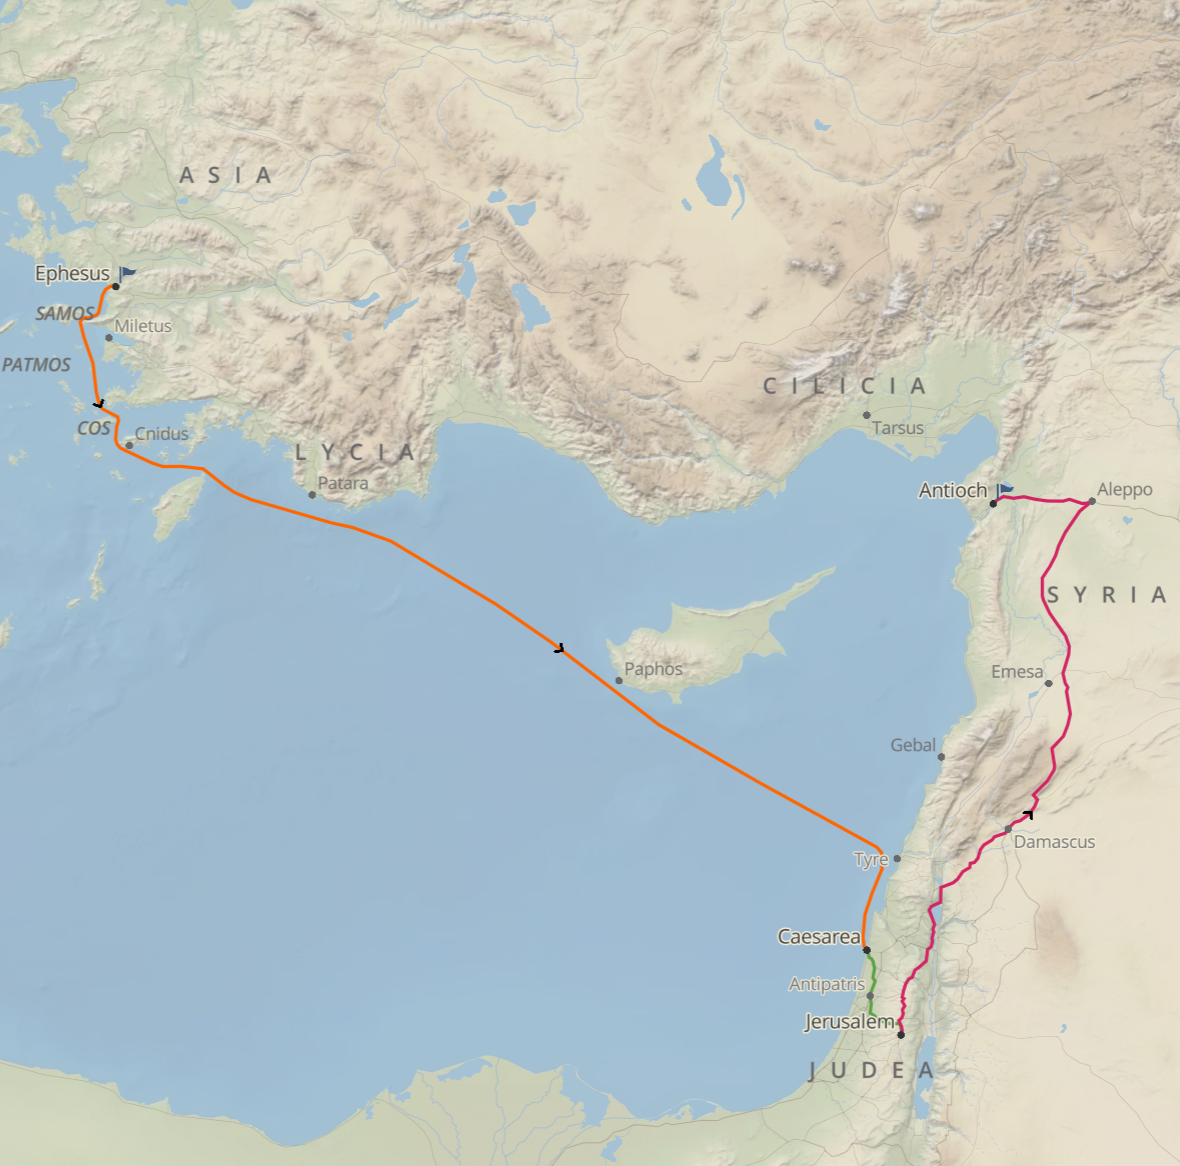 ASIA
Ephesus
SAMOS
Miletus
PATMOS
CILICIA
Tarsus
COS
Cnidus
LYCIA
Patara
Antioch
Aleppo
SYRIA
Paphos
Emesa
Gebal
Damascus
Tyre
Caesarea
Antipatris
Jerusalem
JUDEA